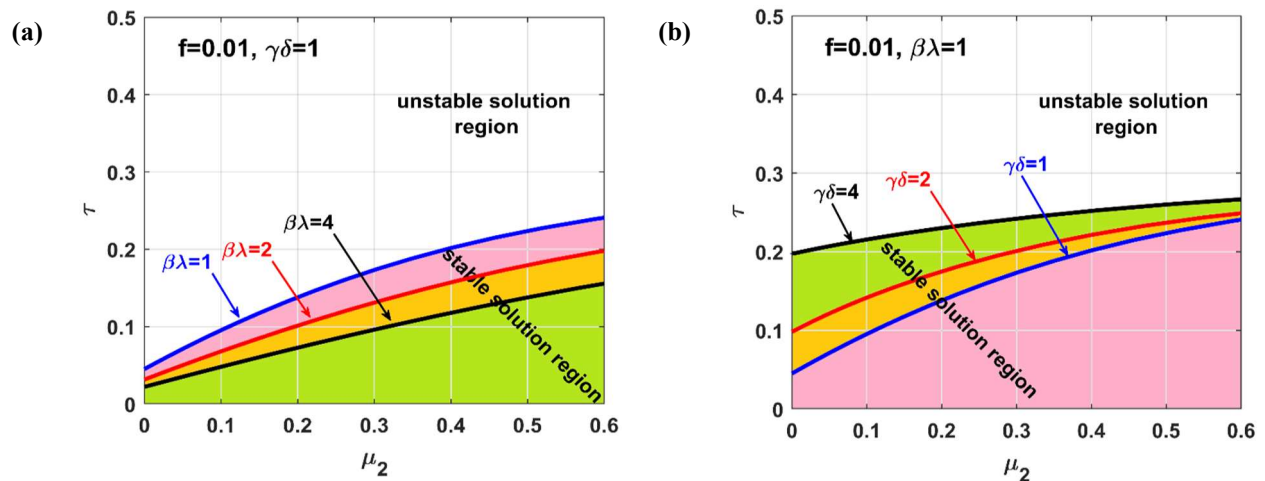 (a)
f=0.01, γδ=1
unstable solution
region
βλ=4
βλ=2
βλ=1
stable solution region
0.5
0.4
0.3
0.2
0.1
0
τ
0 0.1 0.2 0.3 0.4 0.5 0.6
μ2
(b)
f=0.01, βλ=1
unstable solution
region
γδ=1
γδ=2
γδ=4
stable solution region
0.5
0.4
0.3
0.2
0.1
0
τ
0 0.1 0.2 0.3 0.4 0.5 0.6
μ2